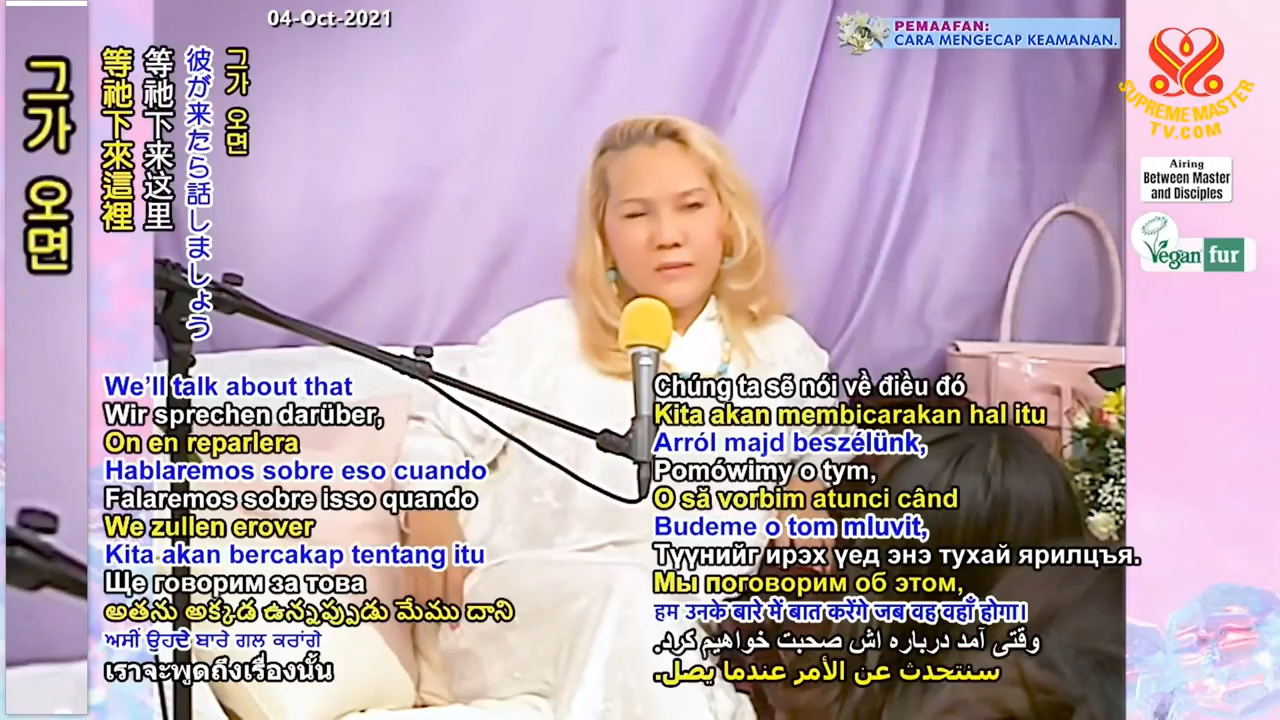 04-Oct-2021
PEMAAFAN:
CARA MENGECAP KEAMANAN.
SUPREME MASTER
TV.COM
Airing
Between Master
and Disciples
Vegan fur
그가 오면
等祂下來這裡
等祂下来这里
彼が来たら話しましょう
그가 오면
We’ll talk about that
Wir sprechen darüber,
On en reparlera
Hablaremos sobre eso cuando
Falaremos sobre isso quando
We zullen erover
Kita akan bercakap tentang itu
Ще говорим за това
అతను అక్కడ ఉన్నప్పుడు మేము దాని
ਅਸੀਂ ਉਹਦੇ ਬਾਰੇ ਗਲ ਕਰਾਂਗੇ
เราจะพูดถึงเรื่องนั้น
Chúng ta sẽ nói về điều đó
Kita akan membicarakan hal itu
Arról majd beszélünk,
Pomówimy o tym,
O să vorbim atunci când
Budeme o tom mluvit,
Түүнийг ирэх үед энэ тухай ярилцъя.
Мы поговорим об этом,
हम उनके बारे में बात करेंगे जब वह वहाँ होगा।
وقتی آمد درباره اش صحبت خواهیم کرد.
سنتحدث عن الأمر عندما يصل.